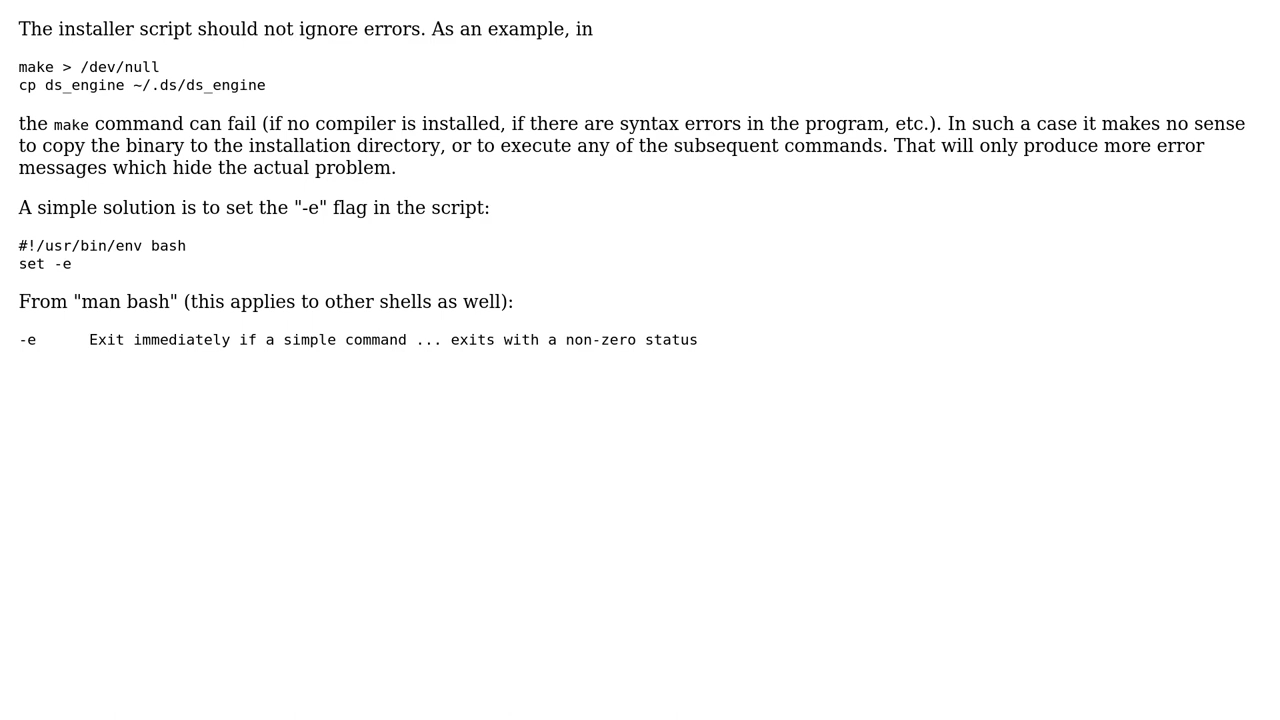 The installer script should not ignore errors. As an example, in
make > /dev/null
cp ds_engine ~/.ds/ds_engine
the make command can fail (if no compiler is installed, if there are syntax errors in the program, etc.). In such a case it makes no sense
to copy the binary to the installation directory, or to execute any of the subsequent commands. That will only produce more error
messages which hide the actual problem.
A simple solution is to set the "-e" flag in the script:
#!/usr/bin/env bash
set -e
From "man bash" (this applies to other shells as well):
-e      Exit immediately if a simple command ... exits with a non-zero status